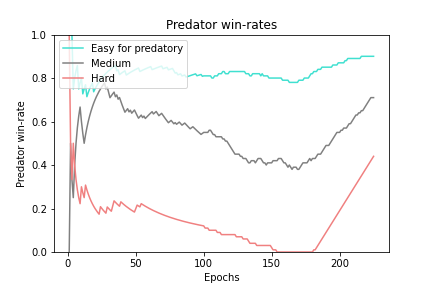 Predator win-rates
Easy for predatory
Medium
Hard
Predator win-rate
1.0
0.8
0.6
0.4
0.2
0.0
0
50
100
150
200
Epochs